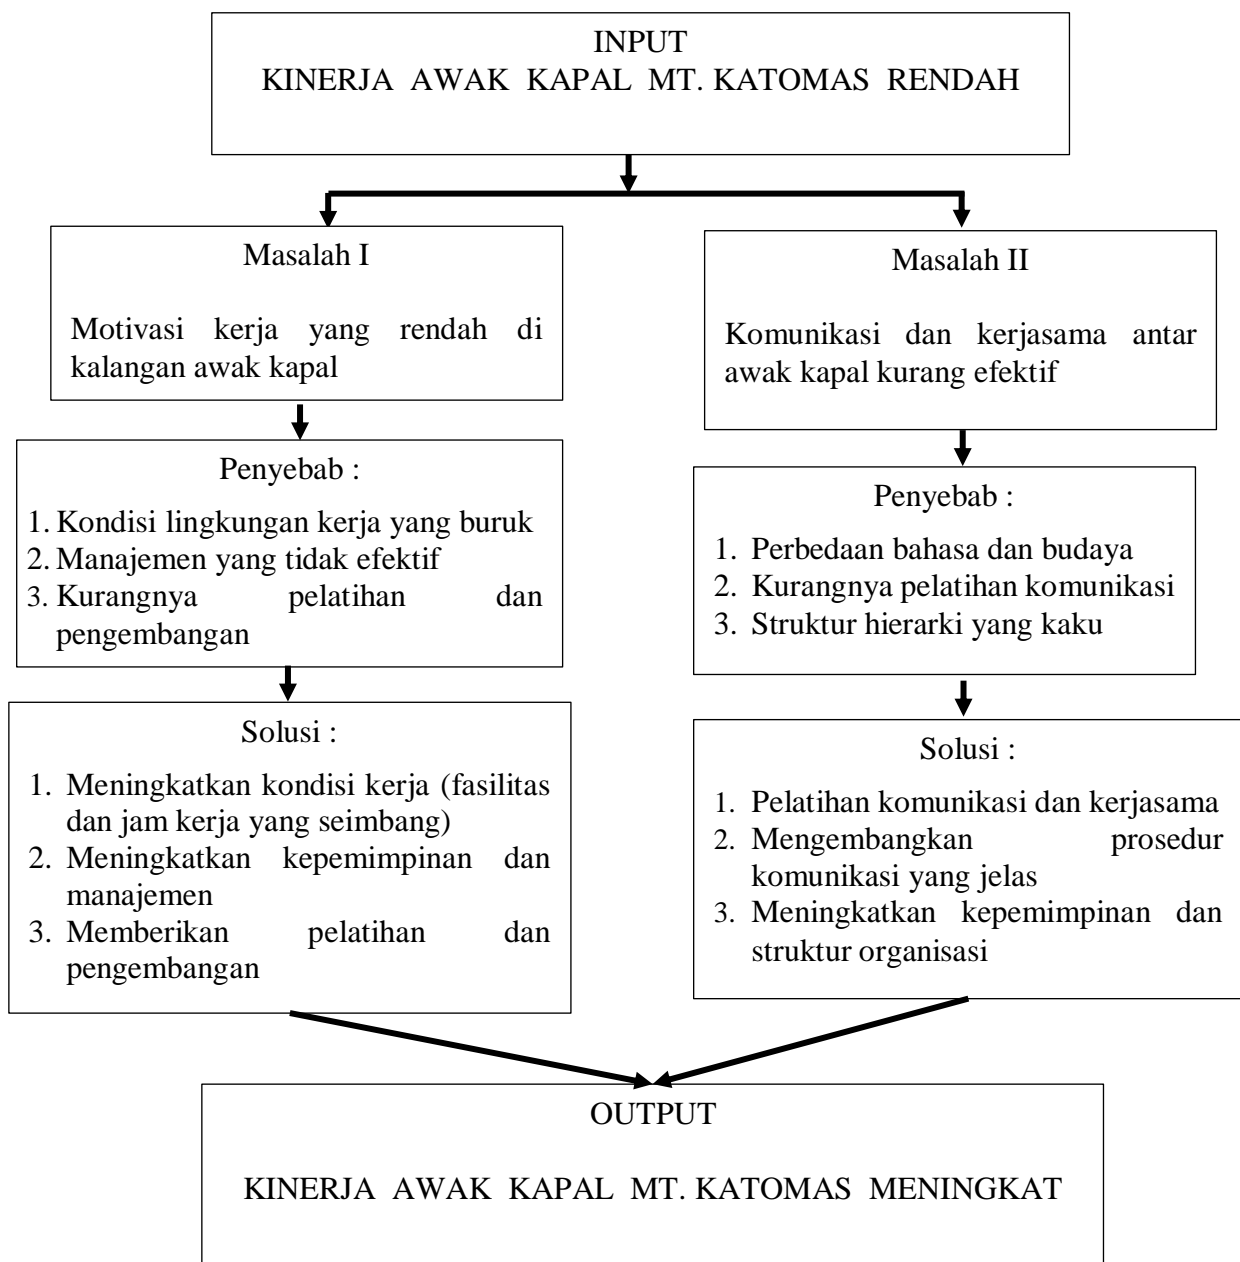 INPUT
KINERJA AWAK KAPAL MT. KATOMAS RENDAH
Masalah I
Motivasi kerja yang rendah di
kalangan awak kapal
Penyebab :
1. Kondisi lingkungan kerja yang buruk
2. Manajemen yang tidak efektif
3. Kurangnya pelatihan dan
pengembangan
Solusi :
1. Meningkatkan kondisi kerja (fasilitas
dan jam kerja yang seimbang)
2. Meningkatkan kepemimpinan dan
manajemen
3. Memberikan pelatihan dan
pengembangan
Masalah II
Komunikasi dan kerjasama antar
awak kapal kurang efektif
Penyebab :
1. Perbedaan bahasa dan budaya
2. Kurangnya pelatihan komunikasi
3. Struktur hierarki yang kaku
Solusi :
1. Pelatihan komunikasi dan kerjasama
2. Mengembangkan prosedur
komunikasi yang jelas
3. Meningkatkan kepemimpinan dan
struktur organisasi
OUTPUT
KINERJA AWAK KAPAL MT. KATOMAS MENINGKAT